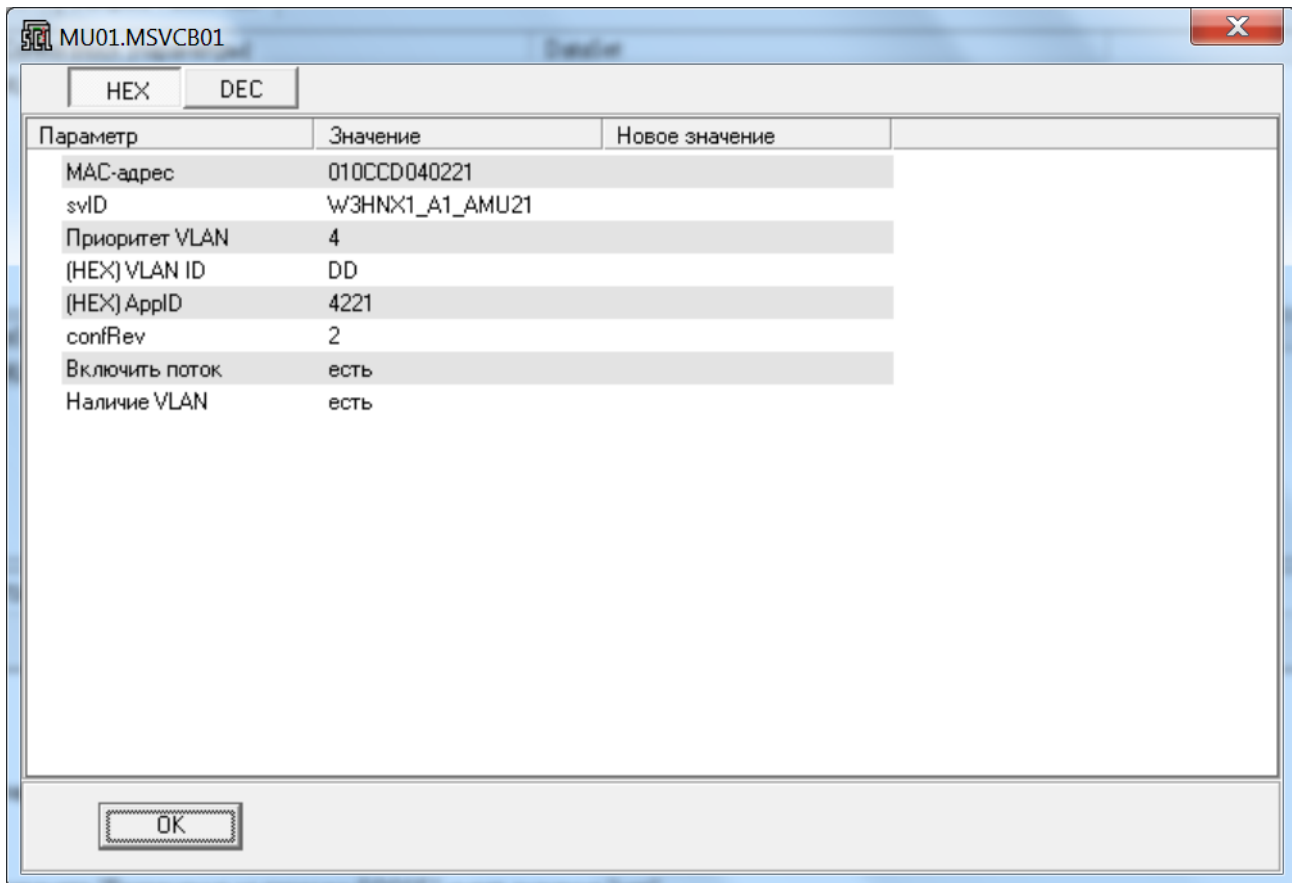 MU01.MSVCB01
HEX DEC
Параметр Значение Новое значение
MAC-адрес 010CCD040221
svID W3HNX1_A1_AMU21
Приоритет VLAN 4
(HEX) VLAN ID DD
(HEX) AppID 4221
confRev 2
Включить поток есть
Наличие VLAN есть
OK